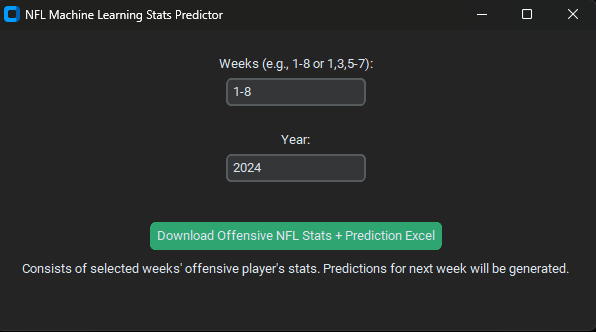 NFL Machine Learning Stats Predictor
Weeks (e.g., 1-8 or 1,3,5-7):
1-8
Year:
2024
Download Offensive NFL Stats + Prediction Excel
Consists of selected weeks' offensive player's stats. Predictions for next week will be generated.